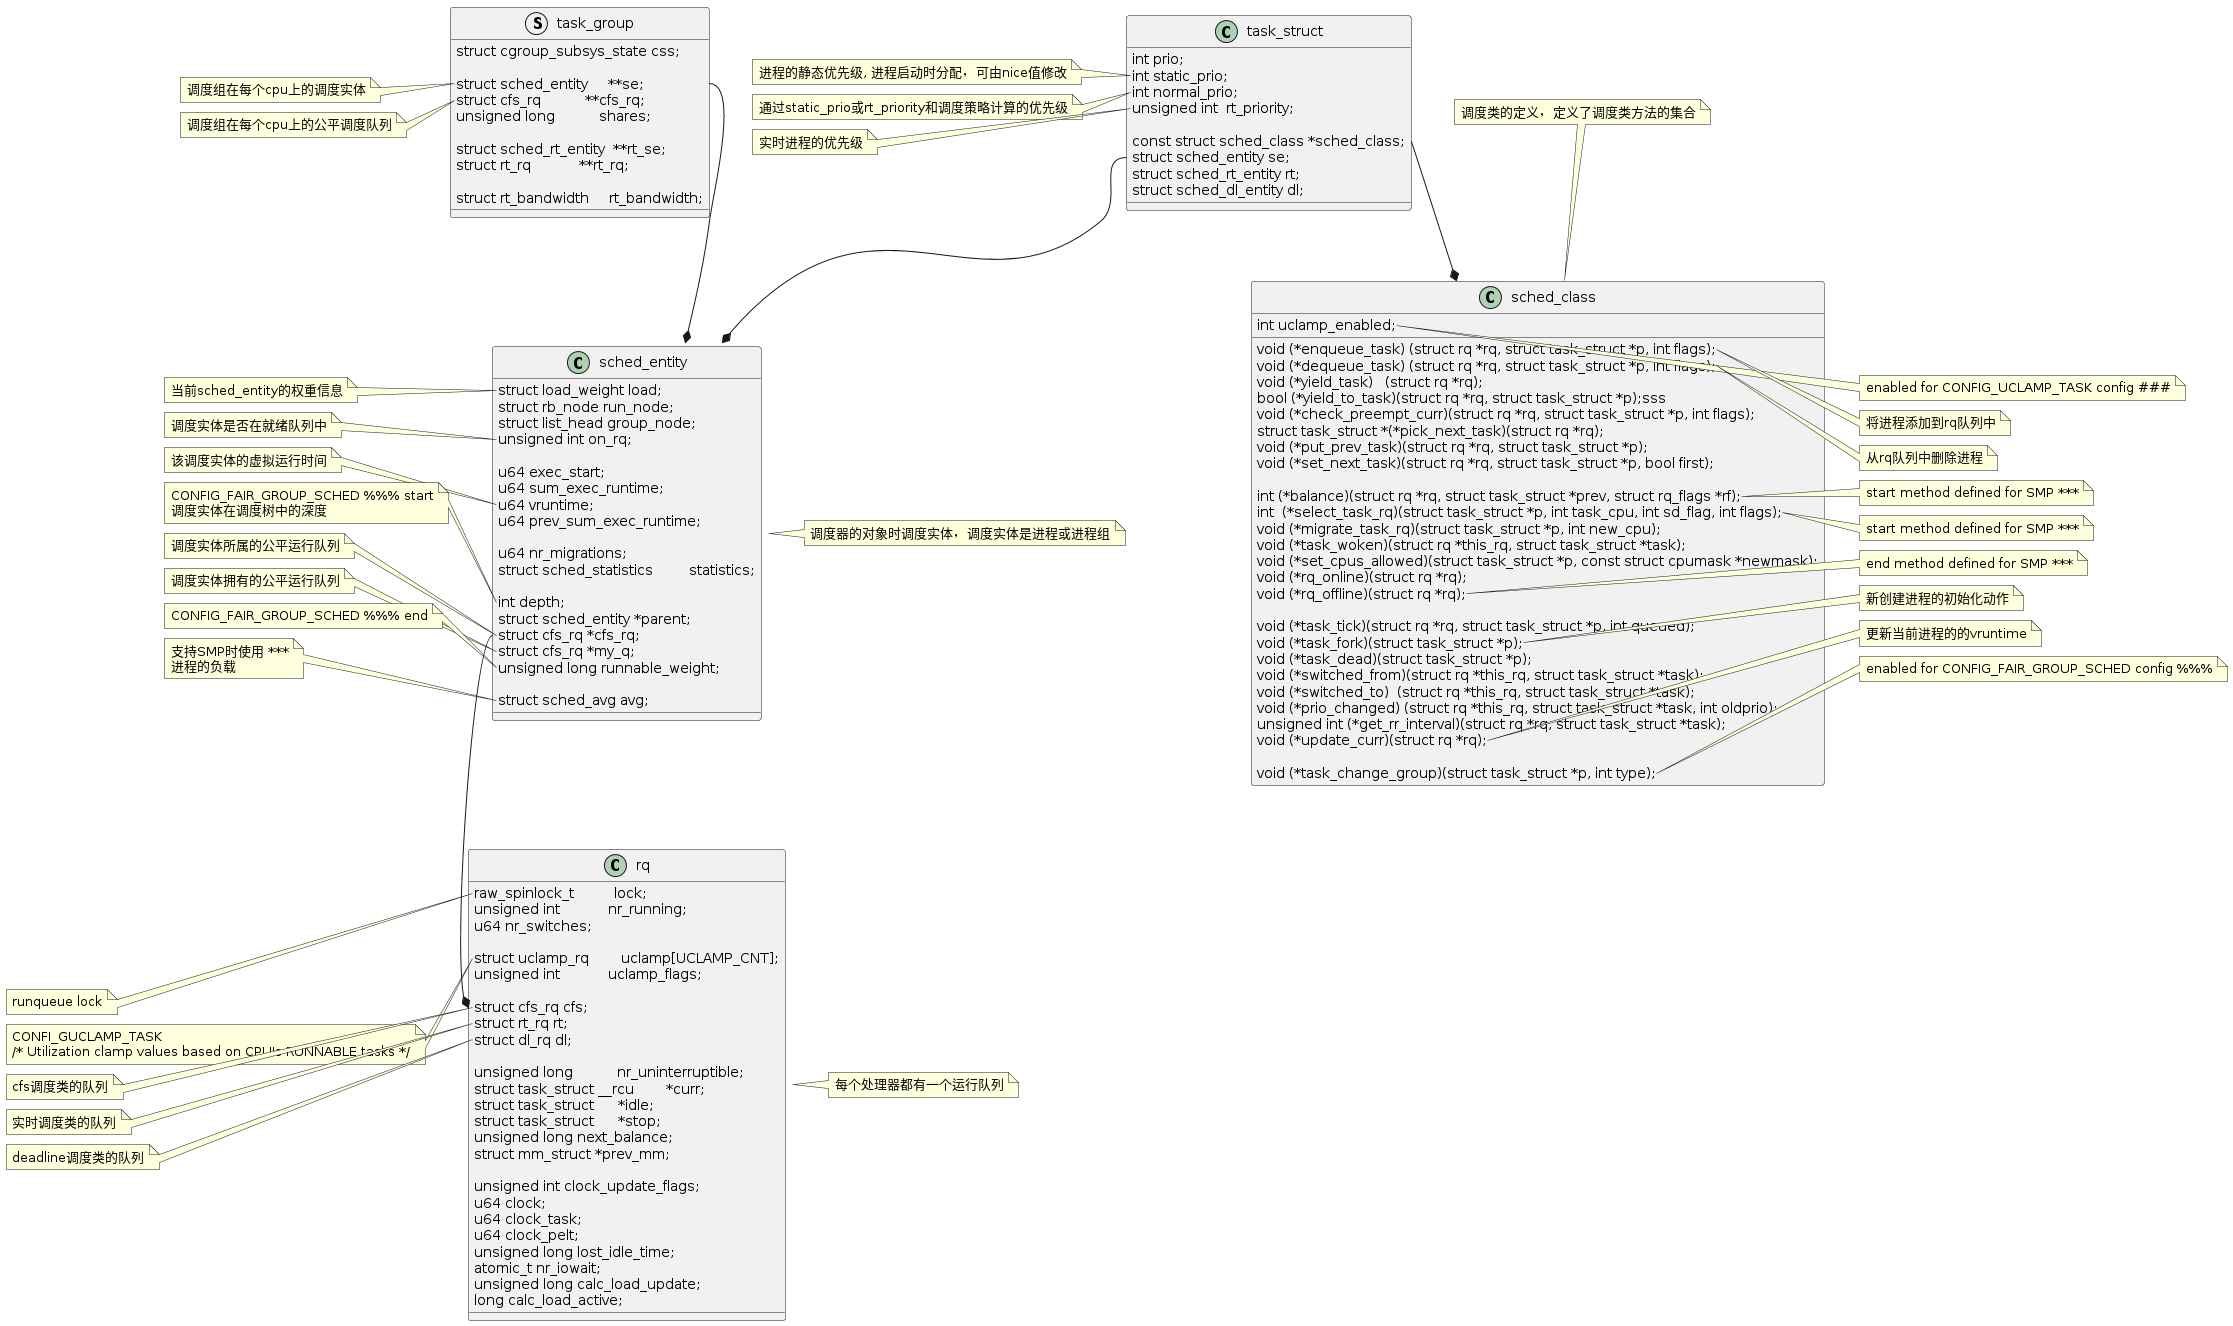 S task_group
struct cgroup_subsys_state css;
struct sched_entity     **se;
struct cfs_rq           **cfs_rq;
unsigned long           shares;
struct sched_rt_entity  **rt_se;
struct rt_rq            **rt_rq;
struct rt_bandwidth     rt_bandwidth;
调度组在每个cpu上的调度实体
调度组在每个cpu上的公平调度队列
C task_struct
int prio;
int static_prio;
int normal_prio;
unsigned int  rt_priority;
const struct sched_class *sched_class;
struct sched_entity se;
struct sched_rt_entity rt;
struct sched_dl_entity dl;
进程的静态优先级, 进程启动时分配，可由nice值修改
通过static_prio或rt_priority和调度策略计算的优先级
实时进程的优先级
调度类的定义，定义了调度类方法的集合
C sched_class
int uclamp_enabled;
void (*enqueue_task) (struct rq *rq, struct task_struct *p, int flags);
void (*dequeue_task) (struct rq *rq, struct task_struct *p, int flags);
void (*yield_task)   (struct rq *rq);
bool (*yield_to_task)(struct rq *rq, struct task_struct *p);sss
void (*check_preempt_curr)(struct rq *rq, struct task_struct *p, int flags);
struct task_struct *(*pick_next_task)(struct rq *rq);
void (*put_prev_task)(struct rq *rq, struct task_struct *p);
void (*set_next_task)(struct rq *rq, struct task_struct *p, bool first);
int (*balance)(struct rq *rq, struct task_struct *prev, struct rq_flags *rf);
int  (*select_task_rq)(struct task_struct *p, int task_cpu, int sd_flag, int flags);
void (*migrate_task_rq)(struct task_struct *p, int new_cpu);
void (*task_woken)(struct rq *this_rq, struct task_struct *task);
void (*set_cpus_allowed)(struct task_struct *p, const struct cpumask *newmask);
void (*rq_online)(struct rq *rq);
void (*rq_offline)(struct rq *rq);
void (*task_tick)(struct rq *rq, struct task_struct *p, int queued);
void (*task_fork)(struct task_struct *p);
void (*task_dead)(struct task_struct *p);
void (*switched_from)(struct rq *this_rq, struct task_struct *task);
void (*switched_to)  (struct rq *this_rq, struct task_struct *task);
void (*prio_changed) (struct rq *this_rq, struct task_struct *task, int oldprio);
unsigned int (*get_rr_interval)(struct rq *rq, struct task_struct *task);
void (*update_curr)(struct rq *rq);
void (*task_change_group)(struct task_struct *p, int type);
enabled for CONFIG_UCLAMP_TASK config ###
将进程添加到rq队列中
从rq队列中删除进程
start method defined for SMP ***
start method defined for SMP ***
end method defined for SMP ***
新创建进程的初始化动作
更新当前进程的的vruntime
enabled for CONFIG_FAIR_GROUP_SCHED config %%%
C sched_entity
struct load_weight load;
struct rb_node run_node;
struct list_head group_node;
unsigned int on_rq;
u64 exec_start;
u64 sum_exec_runtime;
u64 vruntime;
u64 prev_sum_exec_runtime;
u64 nr_migrations;
struct sched_statistics         statistics;
int depth;
struct sched_entity *parent;
struct cfs_rq *cfs_rq;
struct cfs_rq *my_q;
unsigned long runnable_weight;
struct sched_avg avg;
当前sched_entity的权重信息
调度实体是否在就绪队列中
该调度实体的虚拟运行时间
CONFIG_FAIR_GROUP_SCHED %%% start
调度实体在调度树中的深度
调度实体所属的公平运行队列
调度实体拥有的公平运行队列
CONFIG_FAIR_GROUP_SCHED %%% end
支持SMP时使用 ***
进程的负载
调度器的对象时调度实体，调度实体是进程或进程组
C rq
raw_spinlock_t          lock;
unsigned int            nr_running;
u64 nr_switches;
struct uclamp_rq        uclamp[UCLAMP_CNT];
unsigned int            uclamp_flags;
struct cfs_rq cfs;
struct rt_rq rt;
struct dl_rq dl;
unsigned long           nr_uninterruptible;
struct task_struct __rcu        *curr;
struct task_struct      *idle;
struct task_struct      *stop;
unsigned long next_balance;
struct mm_struct *prev_mm;
unsigned int clock_update_flags;
u64 clock;
u64 clock_task;
u64 clock_pelt;
unsigned long lost_idle_time;
atomic_t nr_iowait;
unsigned long calc_load_update;
long calc_load_active;
runqueue lock
CONFI_GUCLAMP_TASK
/* Utilization clamp values based on CPU's RUNNABLE tasks */
cfs调度类的队列
实时调度类的队列
deadline调度类的队列
每个处理器都有一个运行队列